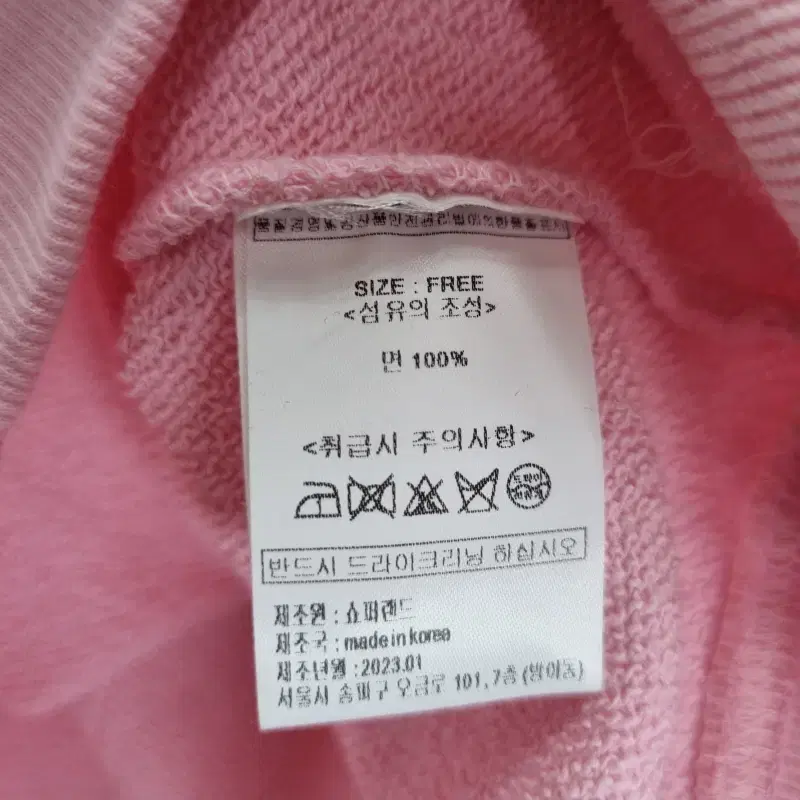 SIZE : FREE
<섬유의 조성>
면 100%
<취급시 주의사항>
드라이
반드시 드라이크리닝 하십시오
제조원 : 쇼퍼랜드
제조국 : made in korea
제조년월 : 2023.01
서울시 송파구 오금로 101, 7층 (방이동)